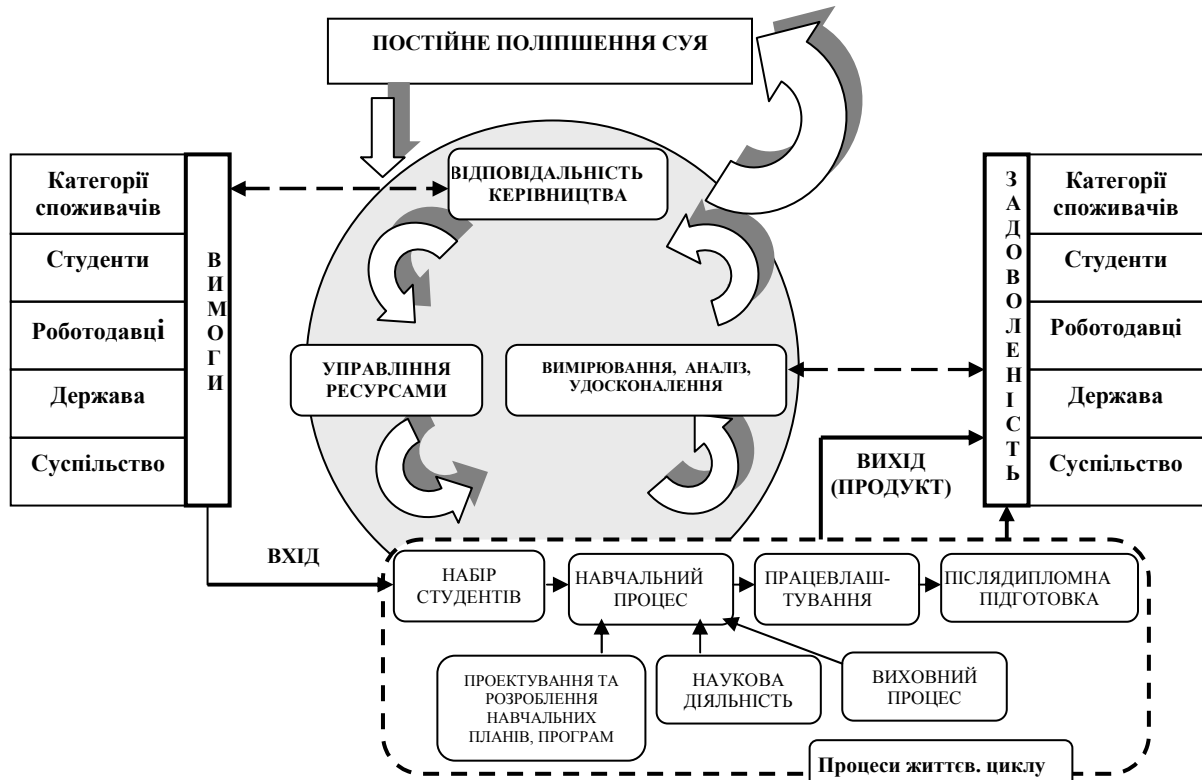 ПОСТІЙНЕ ПОЛІПШЕННЯ СУЯ
Категорії
споживачів
Студенти
Роботодавці
Держава
Суспільство
ВИМОГИ
ВІДПОВІДАЛЬНІСТЬ
КЕРІВНИЦТВА
УПРАВЛІННЯ
РЕСУРСАМИ
ВИМІРЮВАННЯ, АНАЛІЗ,
УДОСКОНАЛЕННЯ
ЗАДОВОЛЕНІСТЬ
Категорії
споживачів
Студенти
Роботодавці
Держава
Суспільство
ВИХІД
(ПРОДУКТ)
ВХІД
НАБІР
СТУДЕНТІВ
НАВЧАЛЬНИЙ
ПРОЦЕС
ПРАЦЕВЛАШ-
ТУВАННЯ
ПІСЛЯДИПЛОМНА
ПІДГОТОВКА
ПРОЕКТУВАННЯ ТА
РОЗРОБЛЕННЯ
НАВЧАЛЬНИХ
ПЛАНІВ, ПРОГРАМ
НАУКОВА
ДІЯЛЬНІСТЬ
ВИХОВНИЙ
ПРОЦЕС
Процеси життєв. циклу